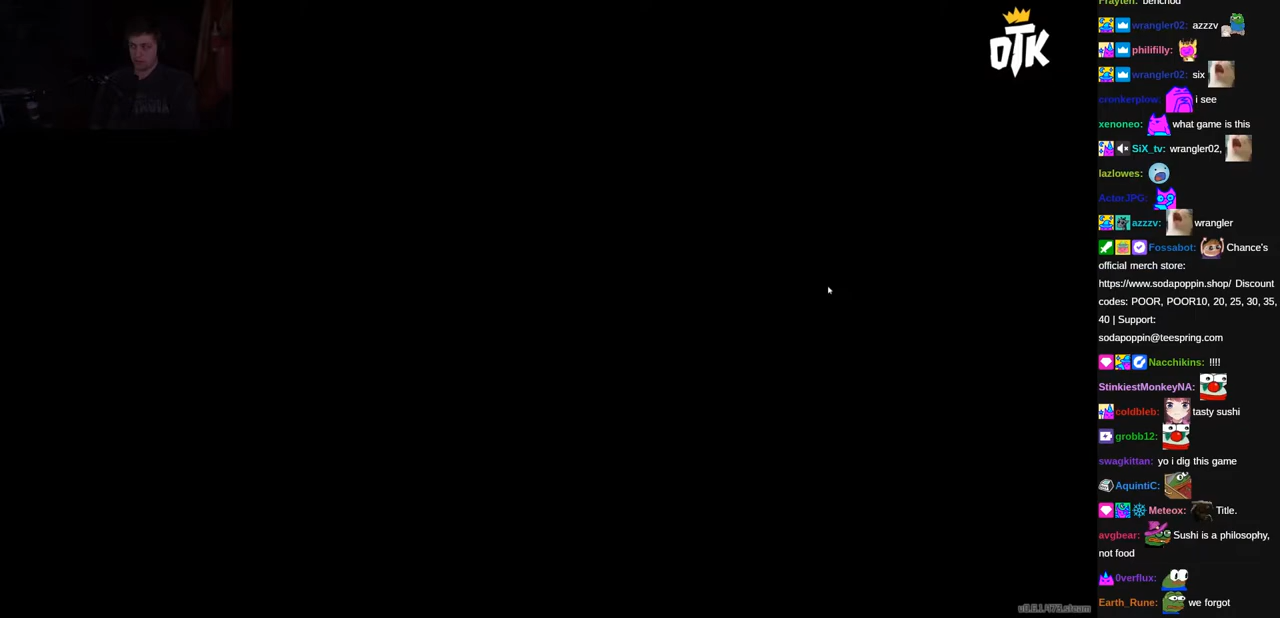 OTK
Frayten: benchod
wrangler02: azzzv
philifilly:
wrangler02: six
cronkerplow: i see
xenoneo: what game is this
SiX_tv: wrangler02,
lazlowes:
ActorJPG:
azzzv: wrangler
Fossabot: Chance's
official merch store:
https://www.sodapoppin.shop/ Discount
codes: POOR, POOR10, 20, 25, 30, 35,
40 | Support:
sodapoppin@teespring.com
Nacchikins: !!!!
StinkiestMonkeyNA:
coldbleb: tasty sushi
grobb12:
swagkittan: yo i dig this game
AquintiC:
Meteox: Title.
avgbear: Sushi is a philosophy,
not food
0verflux:
Earth_Rune: we forgot